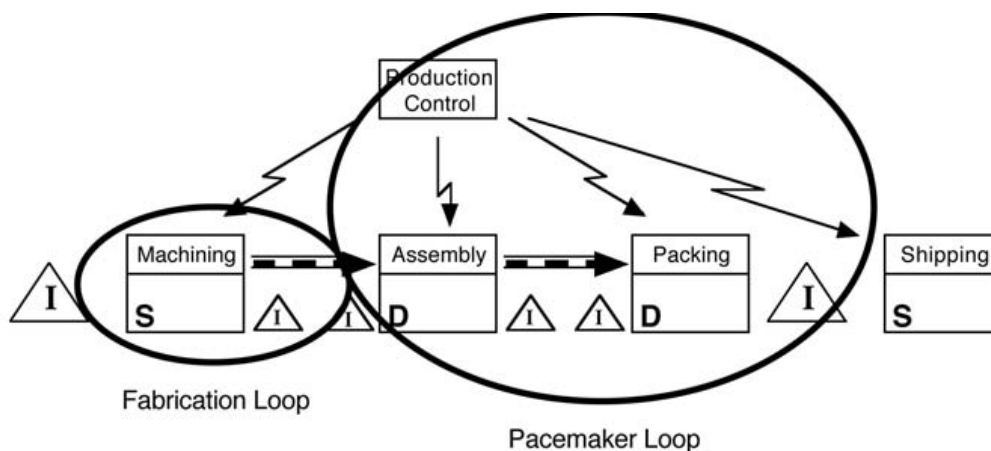 Production
Control
Machining
Assembly
Packing
Shipping
I
S
I
I
D
I
I
D
I
S
Fabrication Loop
Pacemaker Loop